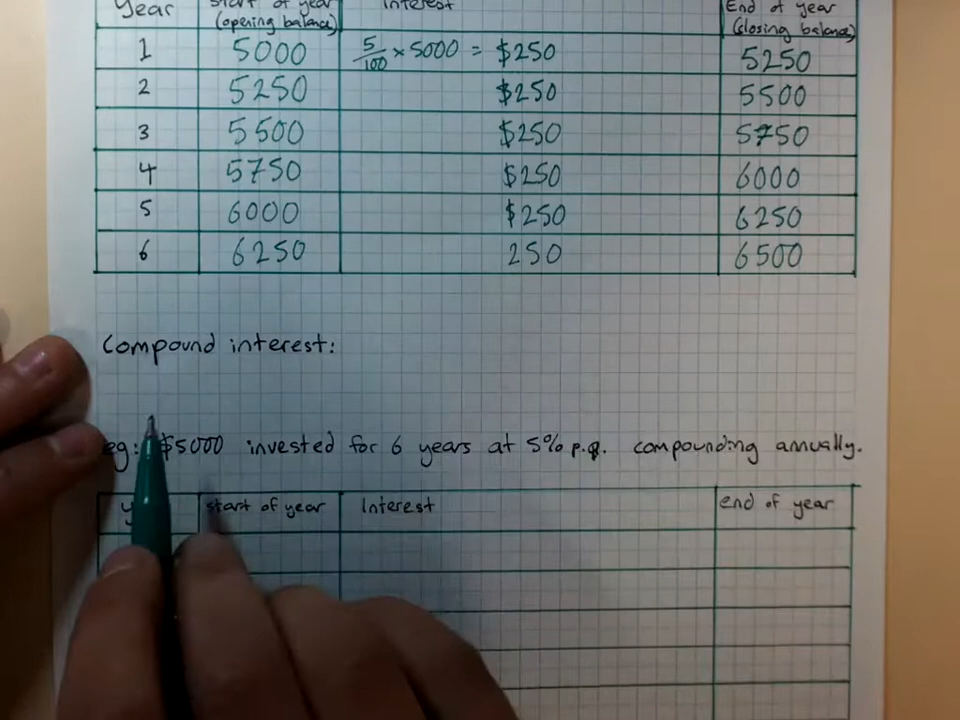 Year start of year Interest End of year
(opening balance) (closing balance)
1 5000 5/100 × 5000 = $250 5250
2 5250 $250 5500
3 5500 $250 5750
4 5750 $250 6000
5 6000 $250 6250
6 6250 250 6500
Compound interest:
eg: $5000 invested for 6 years at 5% p.a. compounding annually.
start of year Interest end of year